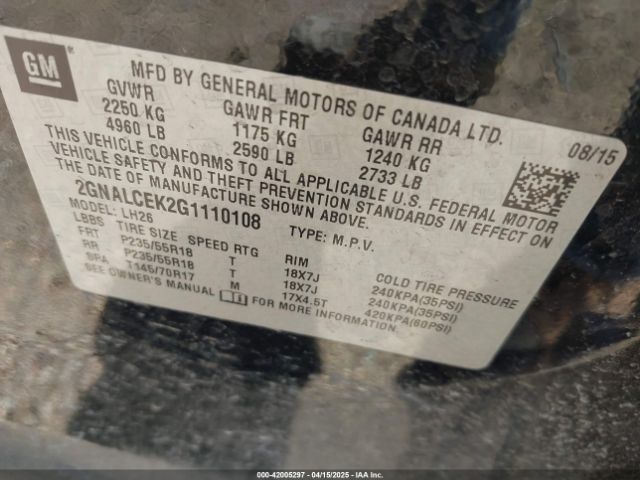 GM
MFD BY GENERAL MOTORS OF CANADA LTD.
GVWR GAWR FRT GAWR RR 08/15
2250 KG 1175 KG 1240 KG
4960 LB 2590 LB 2733 LB
THIS VEHICLE CONFORMS TO ALL APPLICABLE U.S. FEDERAL MOTOR
VEHICLE SAFETY AND THEFT PREVENTION STANDARDS IN EFFECT ON
THE DATE OF MANUFACTURE SHOWN ABOVE.
2GNALCEK2G1110108 TYPE: M.P.V.
MODEL: LH26
LBBS TIRE SIZE SPEED RTG RIM COLD TIRE PRESSURE
FRT P235/55R18 T 18X7J 240KPA(35PSI)
RR P235/55R18 T 18X7J 240KPA(35PSI)
SPA T145/70R17 M 17X4.5T 420KPA(60PSI)
SEE OWNER'S MANUAL FOR MORE INFORMATION.
000-42005297 - 04/15/2025 - IAA Inc.